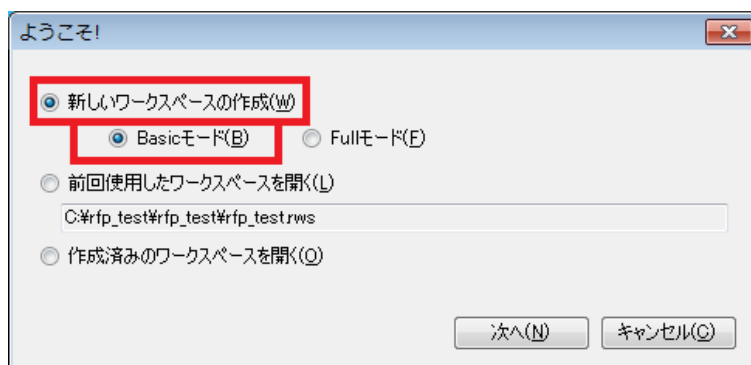 ようこそ!
新しいワークスペースの作成(W)
Basicモード(B) Fullモード(F)
前回使用したワークスペースを開く(L)
C:¥rfp_test¥rfp_test¥rfp_test.rws
作成済みのワークスペースを開く(O)
次へ(N) キャンセル(C)